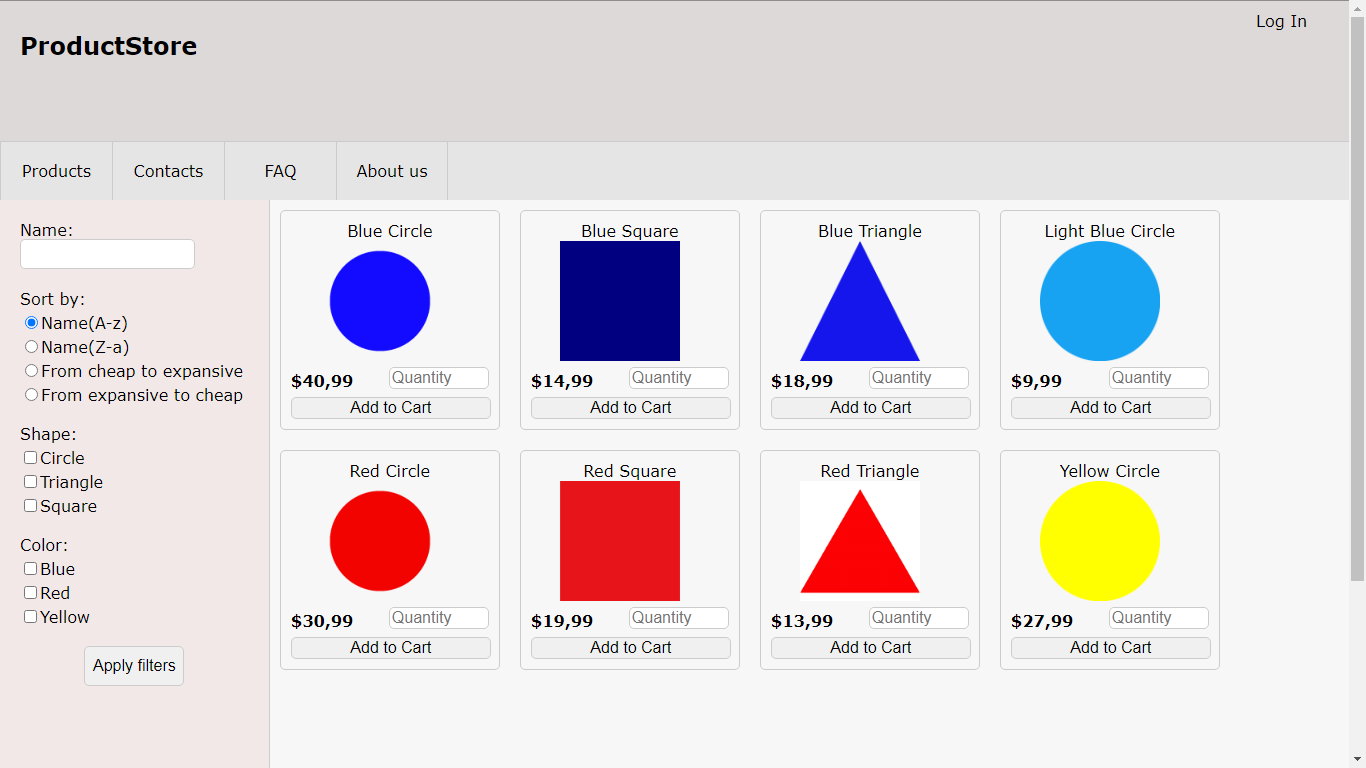 Log In
ProductStore
Products Contacts FAQ About us
Name:
Sort by:
Name(A-z)
Name(Z-a)
From cheap to expansive
From expansive to cheap
Shape:
Circle
Triangle
Square
Color:
Blue
Red
Yellow
Apply filters
Blue Circle
$40,99 Quantity
Add to Cart
Blue Square
$14,99 Quantity
Add to Cart
Blue Triangle
$18,99 Quantity
Add to Cart
Light Blue Circle
$9,99 Quantity
Add to Cart
Red Circle
$30,99 Quantity
Add to Cart
Red Square
$19,99 Quantity
Add to Cart
Red Triangle
$13,99 Quantity
Add to Cart
Yellow Circle
$27,99 Quantity
Add to Cart